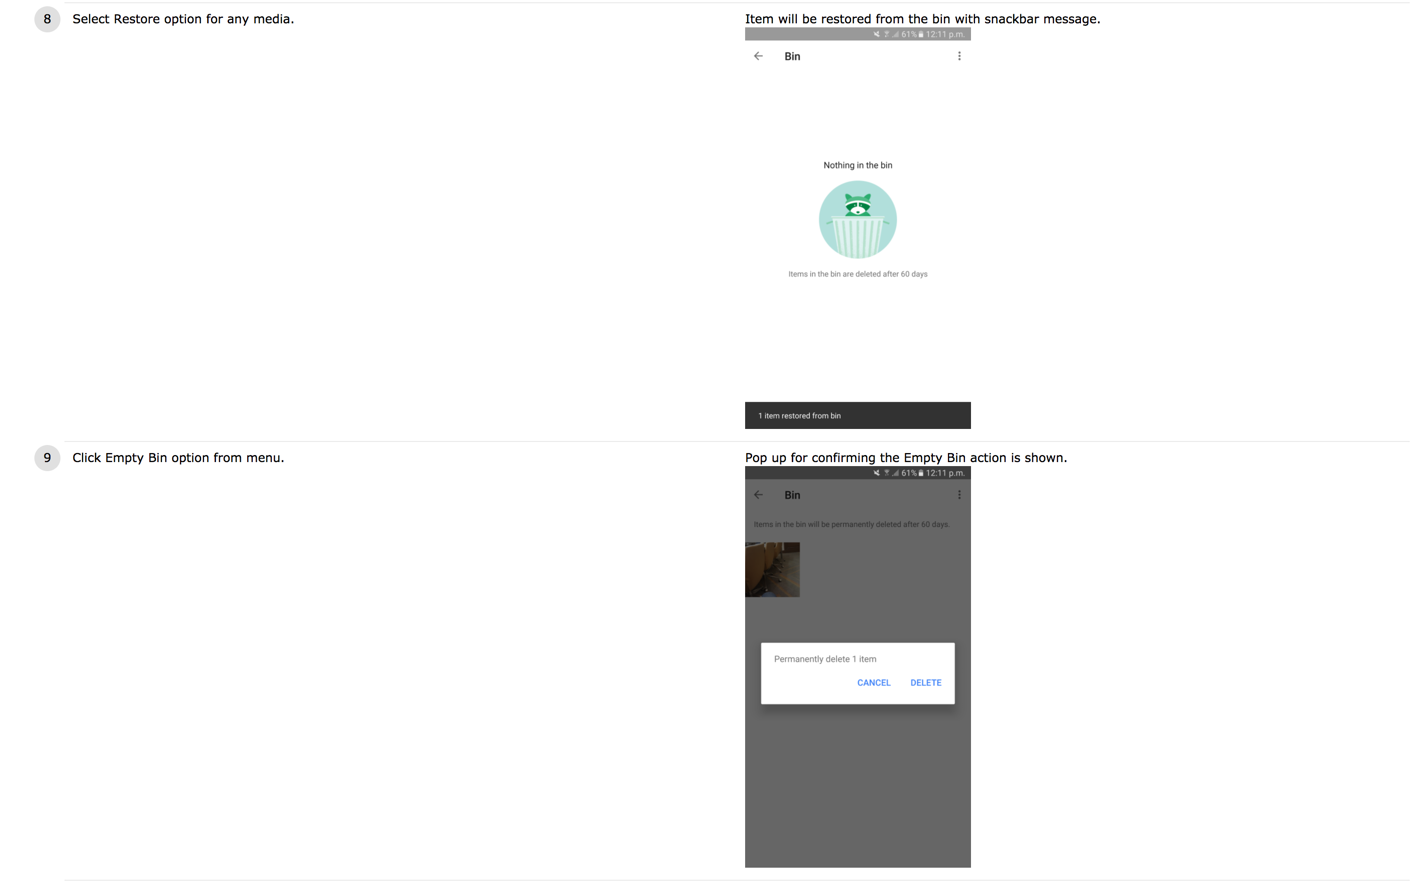 8 Select Restore option for any media.
Item will be restored from the bin with snackbar message.
61% 12:11 p.m.
Bin
Nothing in the bin
Items in the bin are deleted after 60 days
1 item restored from bin
9 Click Empty Bin option from menu.
Pop up for confirming the Empty Bin action is shown.
61% 12:11 p.m.
Bin
Items in the bin will be permanently deleted after 60 days.
Permanently delete 1 item
CANCEL DELETE